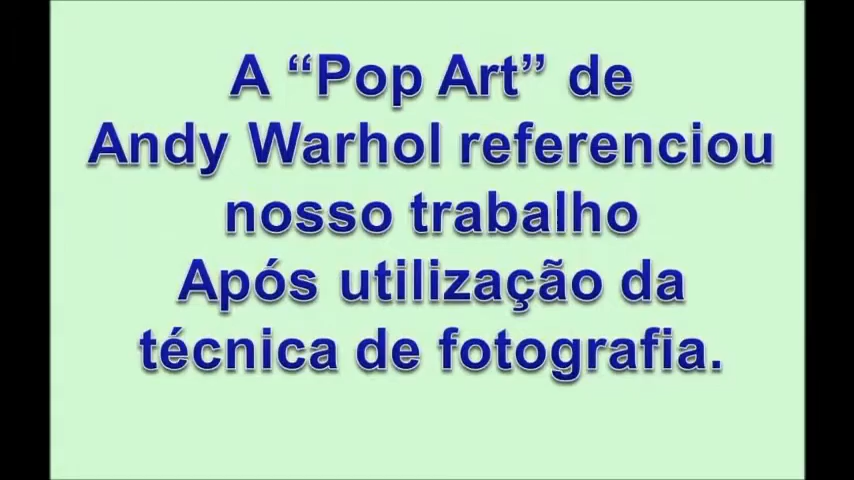 A “Pop Art” de
Andy Warhol referenciou
nosso trabalho
Após utilização da
técnica de fotografia.